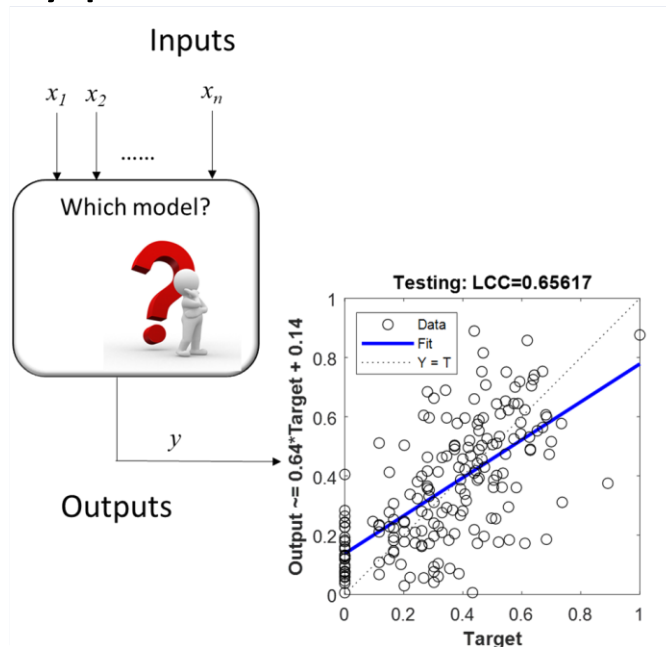 Inputs
x1 x2 xn
......
Which model?
y
Outputs
Testing: LCC=0.65617
Data
Fit
Y = T
Output ~= 0.64*Target + 0.14
1
0.8
0.6
0.4
0.2
0
0 0.2 0.4 0.6 0.8 1
Target